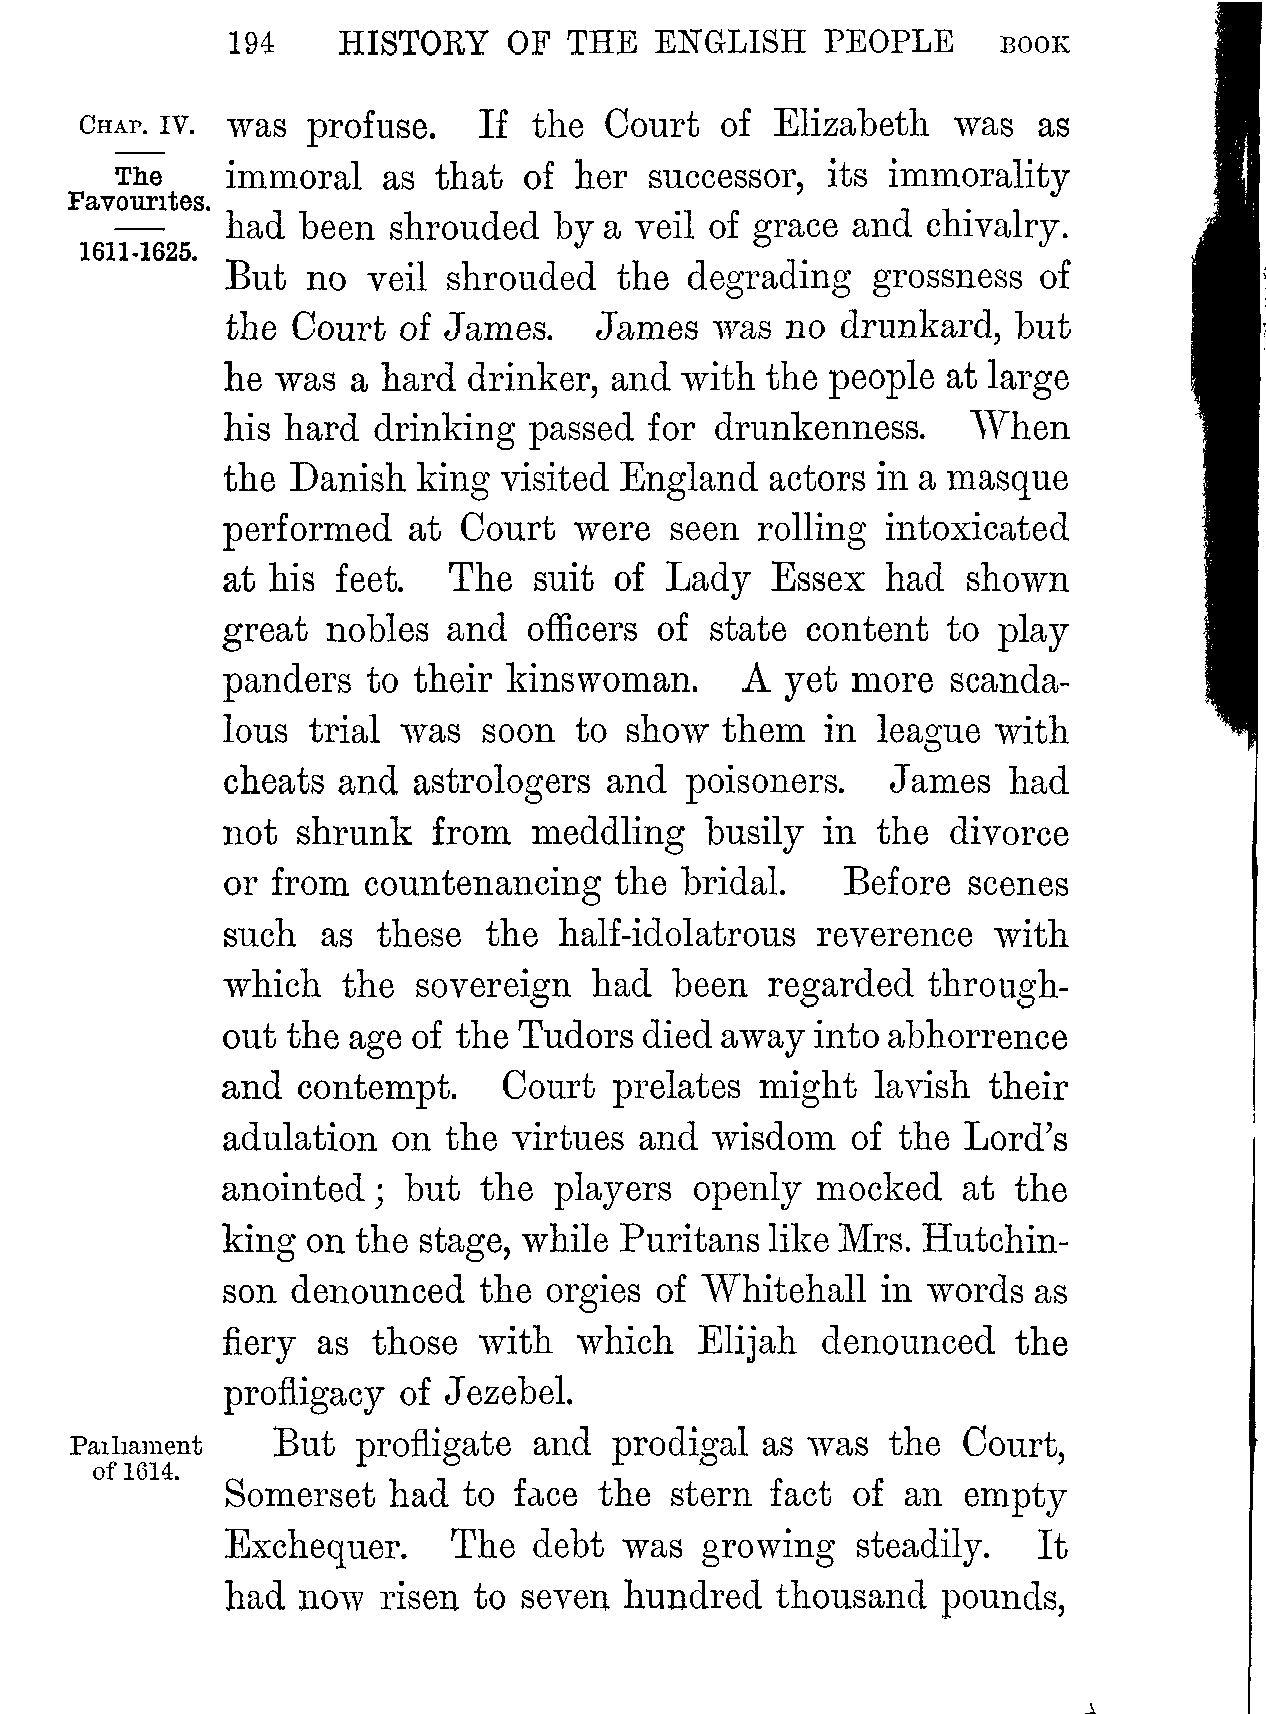 194 HISTORY OF THE ENGLISH PEOPLE BOOK
CHAP. IV.
The
Favourites.
1611-1625.
was profuse. If the Court of Elizabeth was as
immoral as that of her successor, its immorality
had been shrouded by a veil of grace and chivalry.
But no veil shrouded the degrading grossness of
the Court of James. James was no drunkard, but
he was a hard drinker, and with the people at large
his hard drinking passed for drunkenness. When
the Danish king visited England actors in a masque
performed at Court were seen rolling intoxicated
at his feet. The suit of Lady Essex had shown
great nobles and officers of state content to play
panders to their kinswoman. A yet more scanda-
lous trial was soon to show them in league with
cheats and astrologers and poisoners. James had
not shrunk from meddling busily in the divorce
or from countenancing the bridal. Before scenes
such as these the half-idolatrous reverence with
which the sovereign had been regarded through-
out the age of the Tudors died away into abhorrence
and contempt. Court prelates might lavish their
adulation on the virtues and wisdom of the Lord's
anointed; but the players openly mocked at the
king on the stage, while Puritans like Mrs. Hutchin-
son denounced the orgies of Whitehall in words as
fiery as those with which Elijah denounced the
profligacy of Jezebel.
Parliament
of 1614.
But profligate and prodigal as was the Court,
Somerset had to face the stern fact of an empty
Exchequer. The debt was growing steadily. It
had now risen to seven hundred thousand pounds,